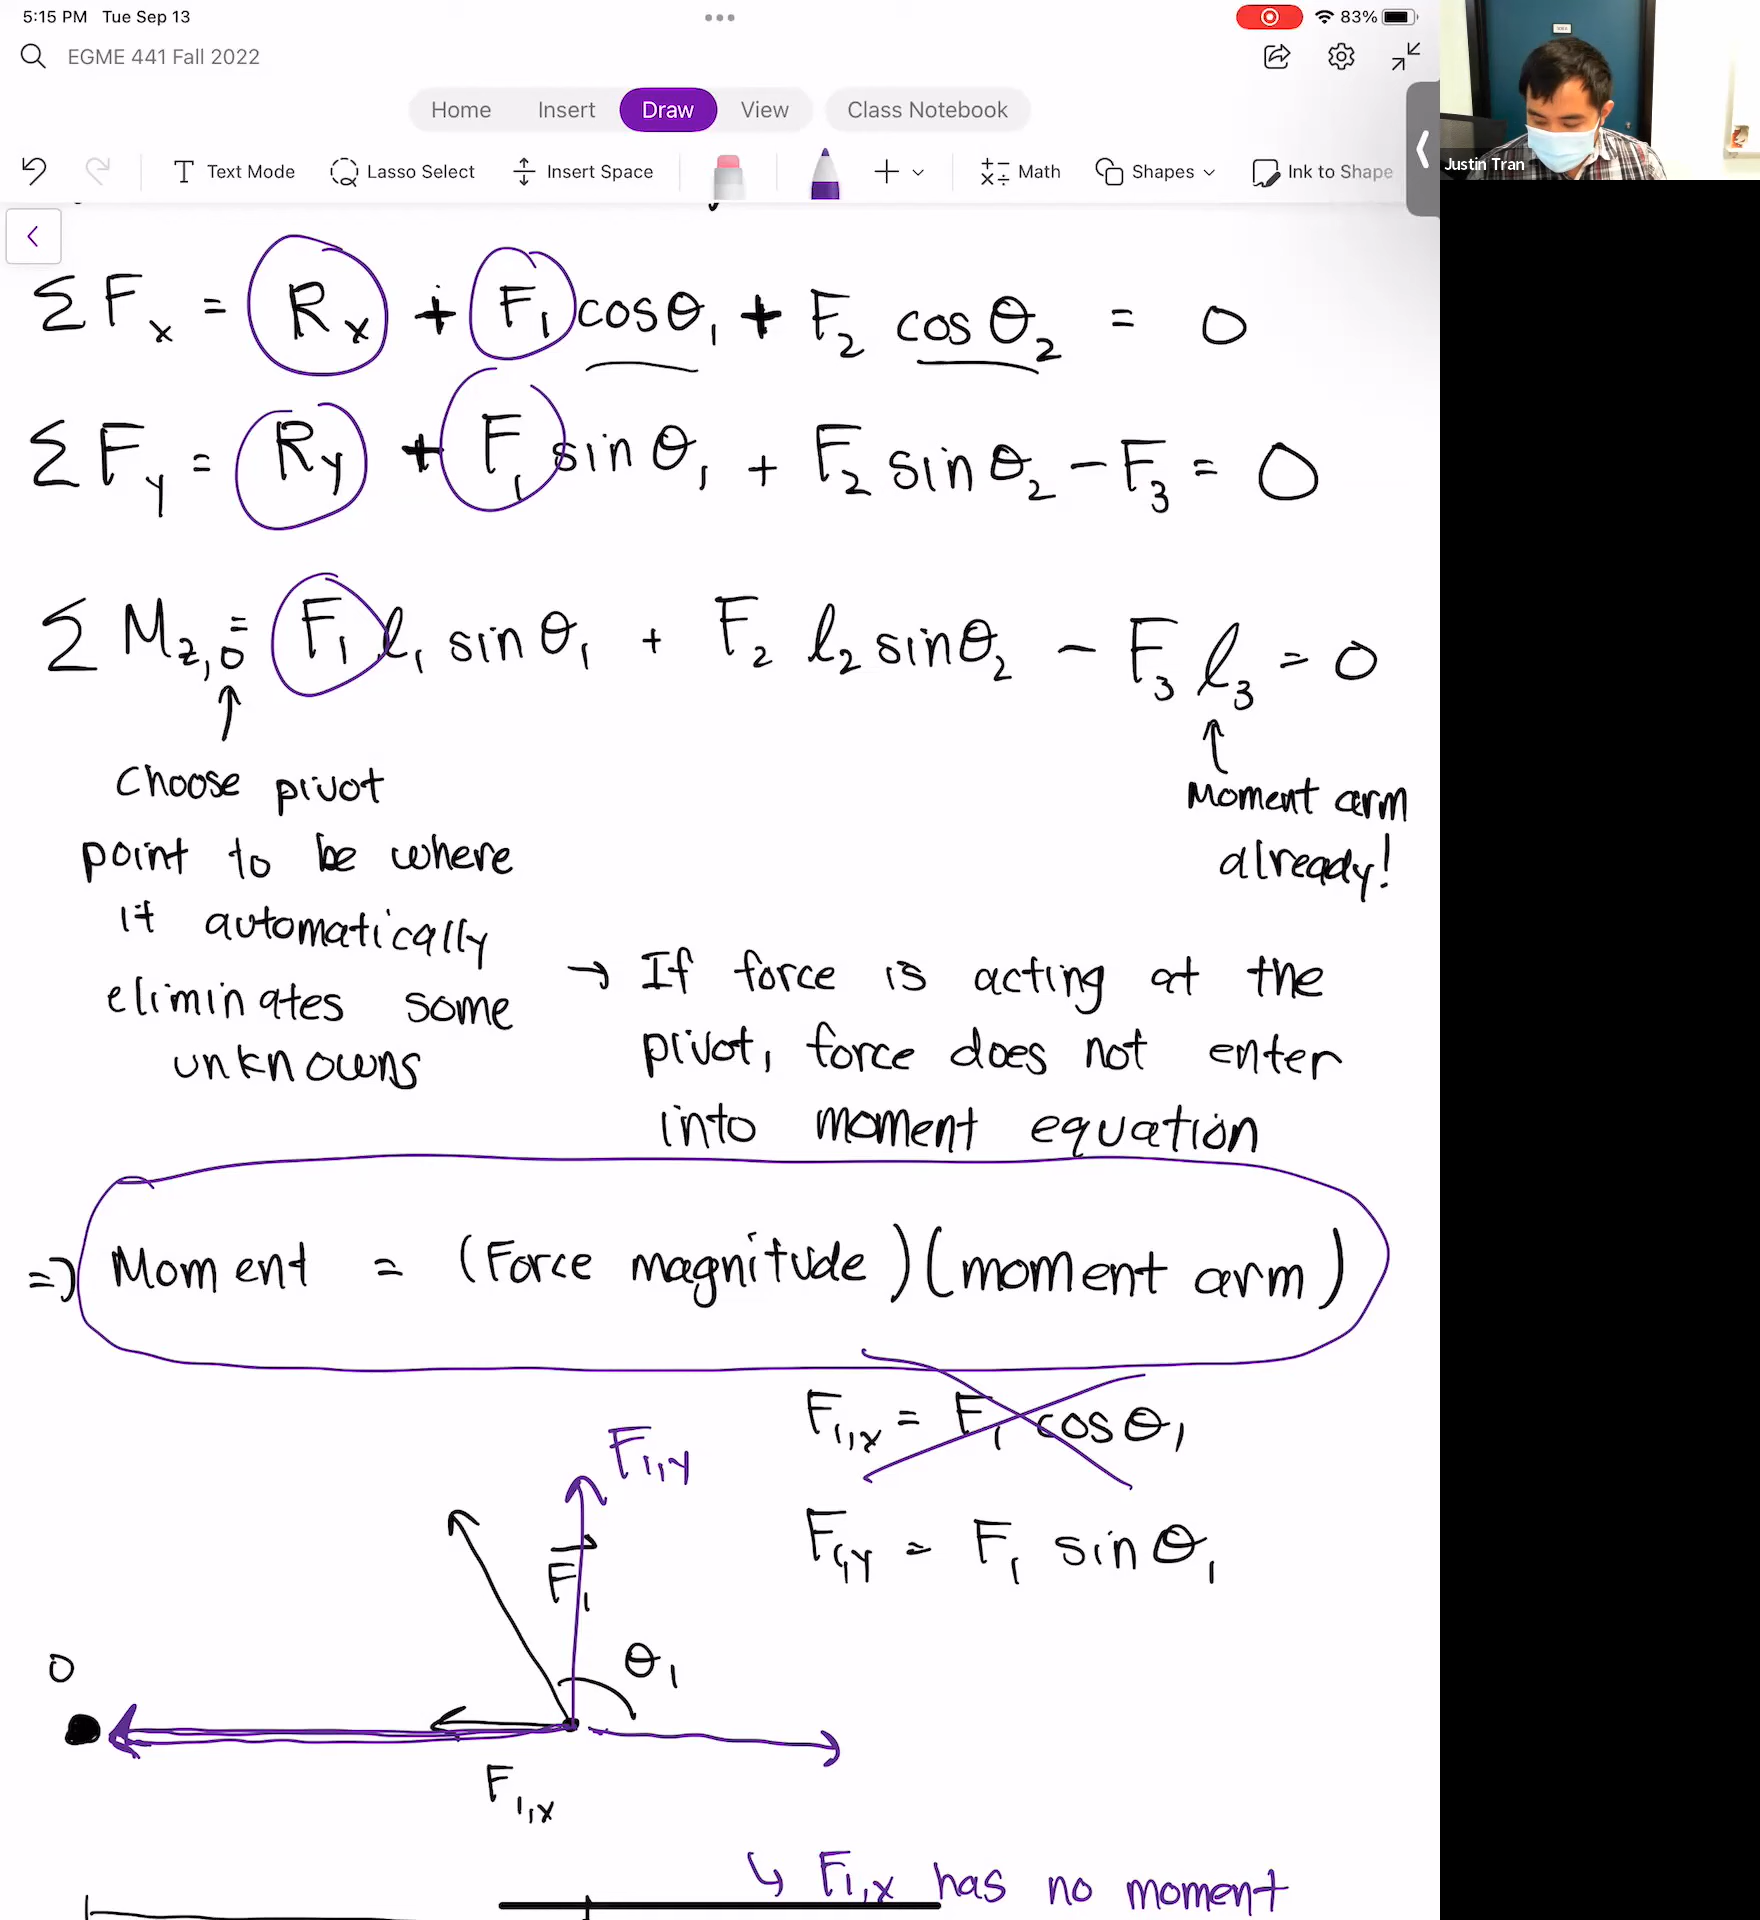 5:15 PM Tue Sep 13
83%
EGME 441 Fall 2022
Home Insert Draw View Class Notebook
Text Mode Lasso Select Insert Space Math Shapes Ink to Shape
Justin Tran
ΣFx = Rx + F1 cosθ1 + F2 cosθ2 = 0
ΣFy = Ry + F1 sinθ1 + F2 sinθ2 - F3 = 0
ΣMz,0 = F1 l1 sinθ1 + F2 l2 sinθ2 - F3 l3 = 0
↑
Choose pivot
point to be where
it automatically
eliminates some
unknowns
↑
Moment arm
already!
→ If force is acting at the
pivot, force does not enter
into moment equation
⇒ Moment = (Force magnitude)(moment arm)
F1,x = F1 cosθ1
F1,y = F1 sinθ1
F1,y
F1
θ1
O
F1,x
↳ F1,x has no moment